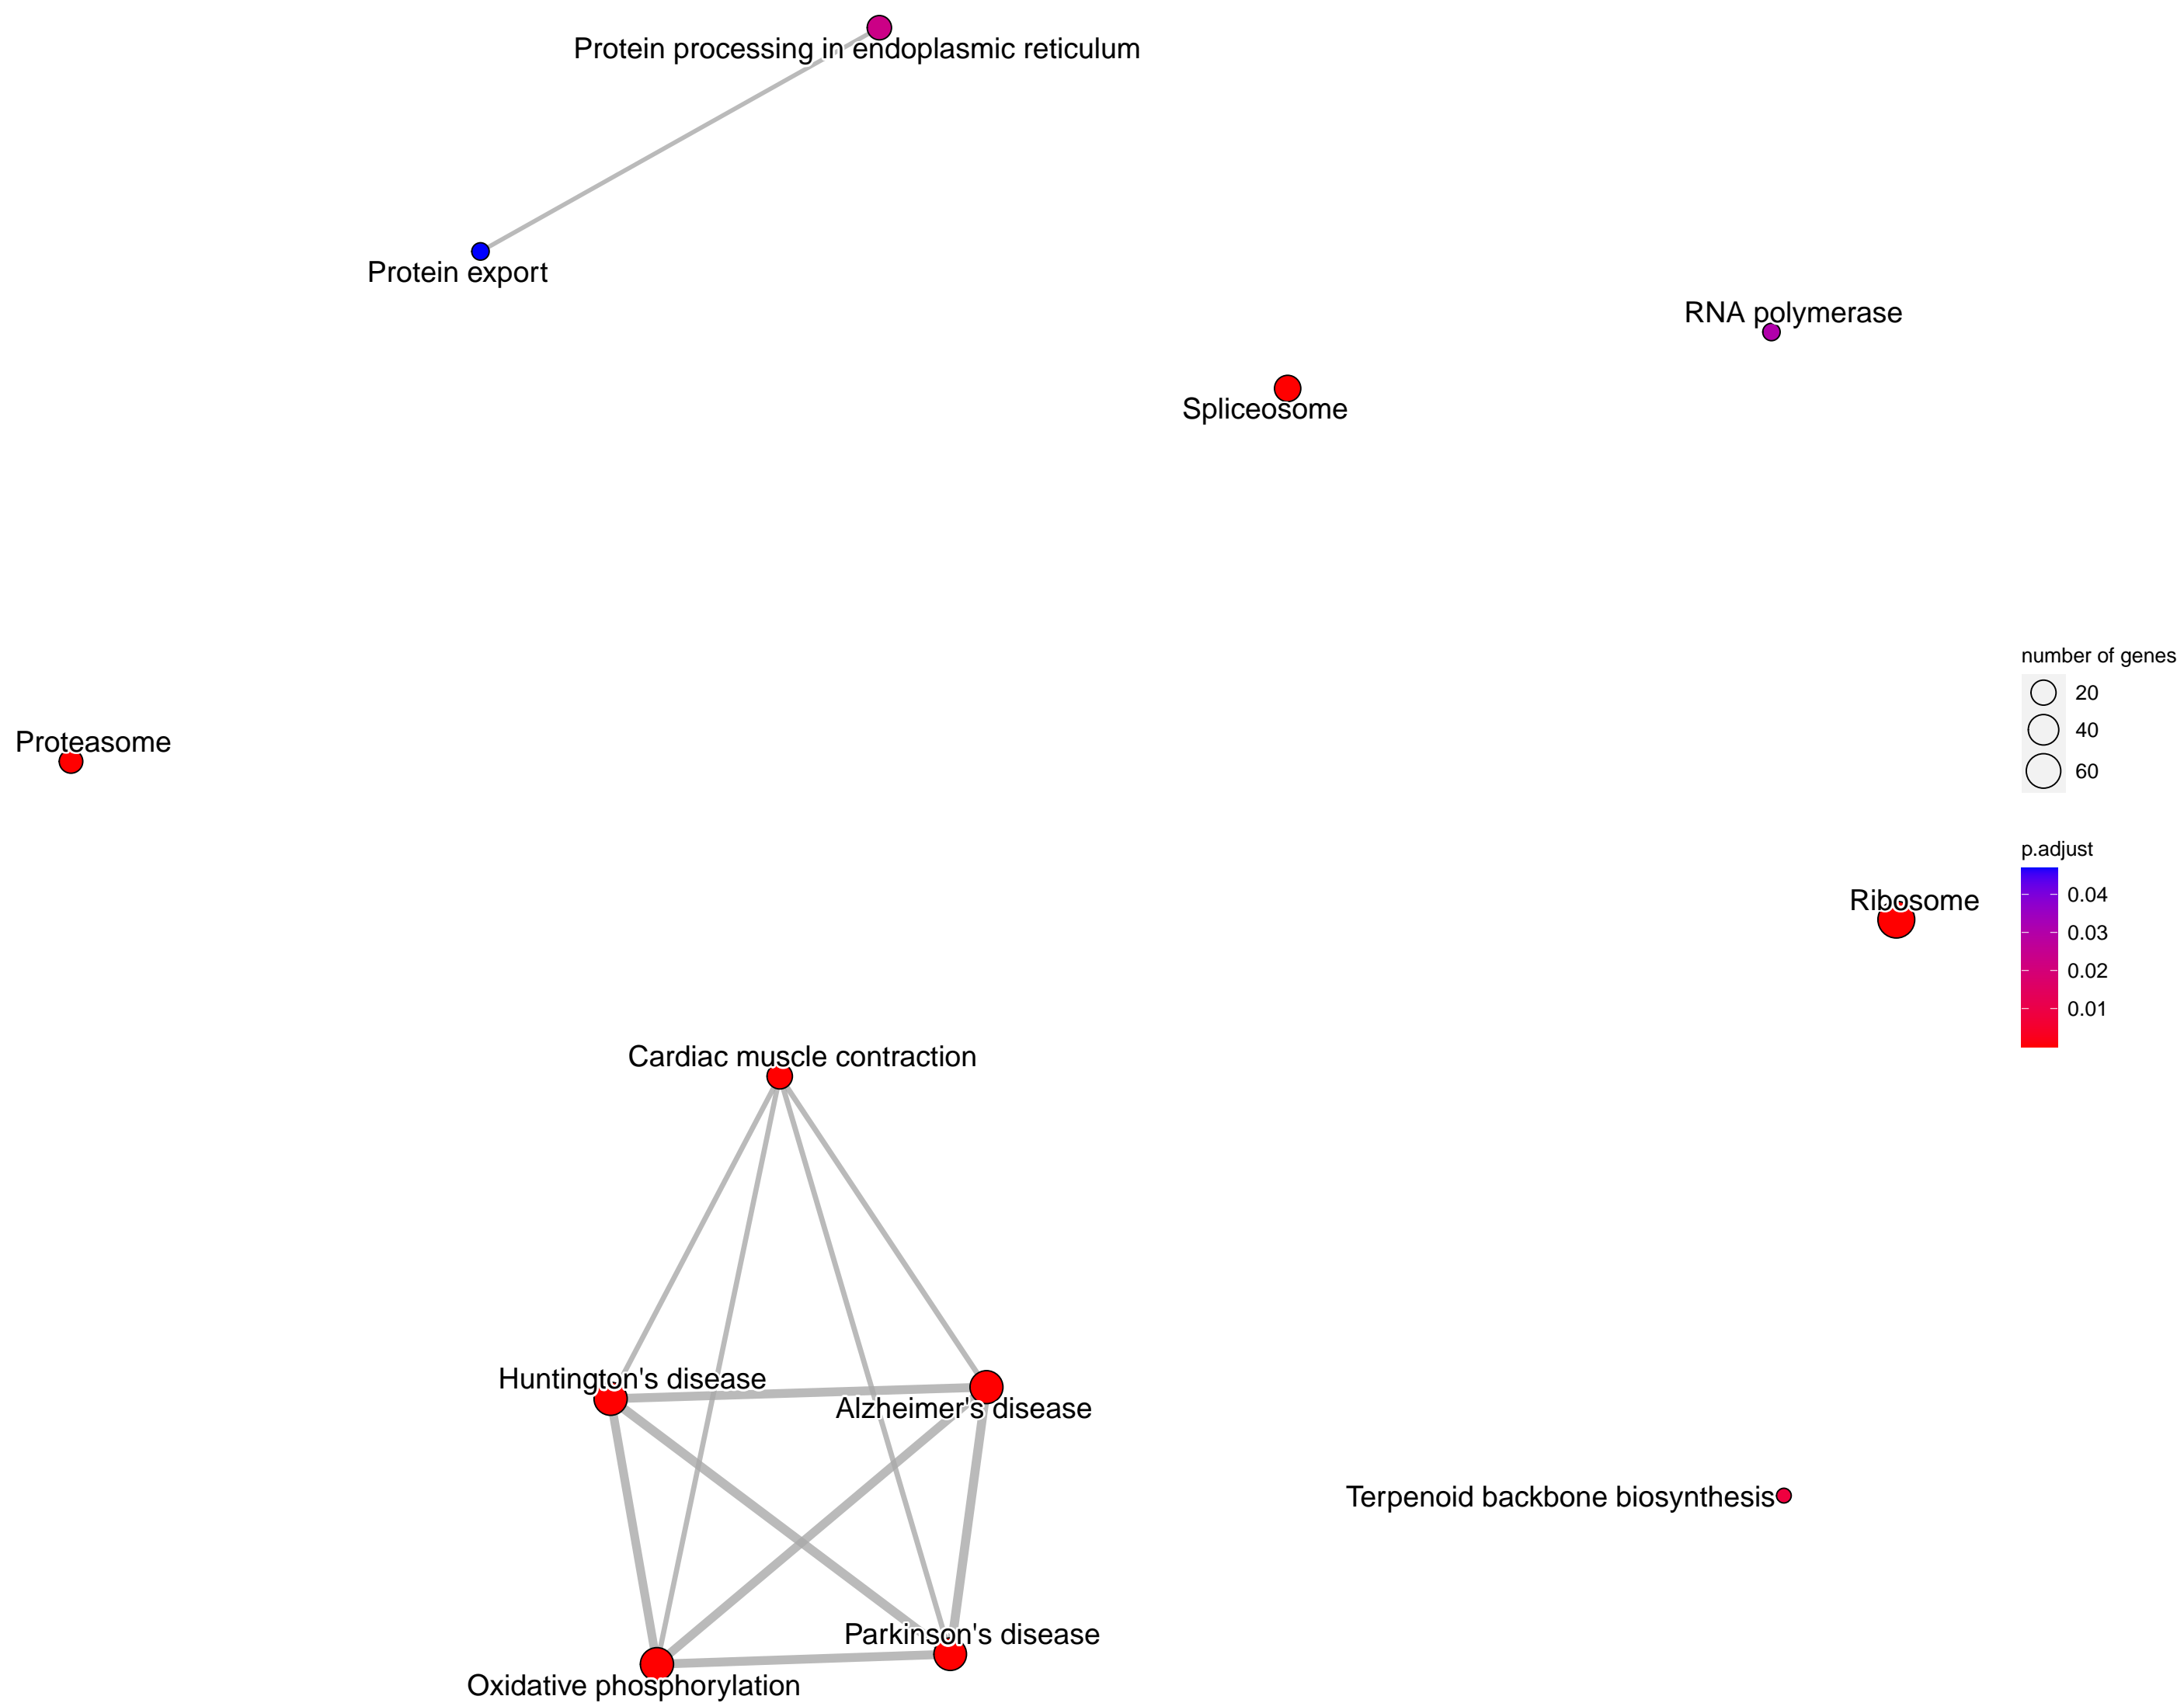 Protein processing in endoplasmic reticulum
Protein export
RNA polymerase
Spliceosome
number of genes
20
40
60
Proteasome
p.adjust
0.04
0.03
0.02
0.01
Ribosome
Cardiac muscle contraction
Huntington's disease
Alzheimer's disease
Terpenoid backbone biosynthesis
Parkinson's disease
Oxidative phosphorylation